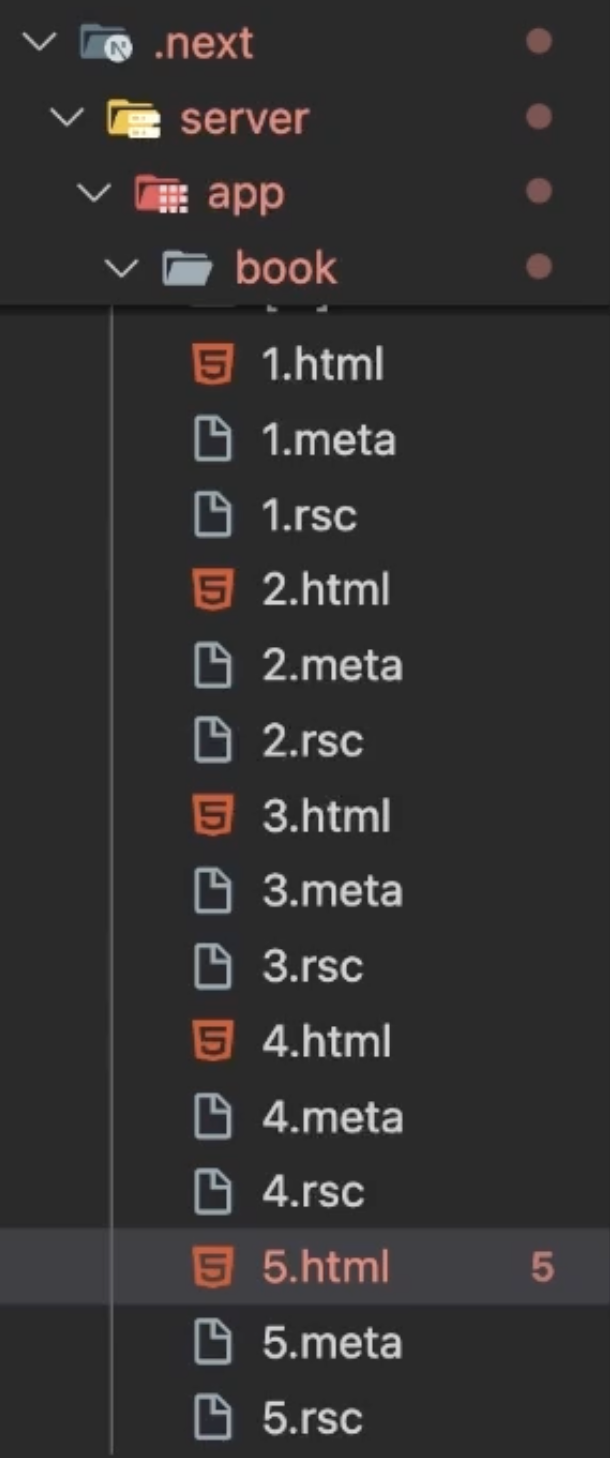 .next
server
app
book
1.html
1.meta
1.rsc
2.html
2.meta
2.rsc
3.html
3.meta
3.rsc
4.html
4.meta
4.rsc
5.html 5
5.meta
5.rsc